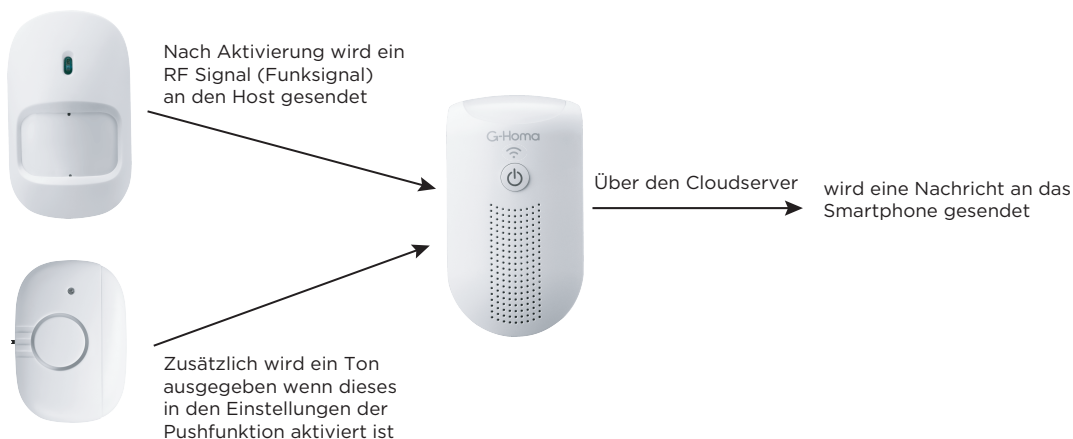 Nach Aktivierung wird ein
RF Signal (Funksignal)
an den Host gesendet
G-Homa
Über den Cloudserver
wird eine Nachricht an das
Smartphone gesendet
Zusätzlich wird ein Ton
ausgegeben wenn dieses
in den Einstellungen der
Pushfunktion aktiviert ist